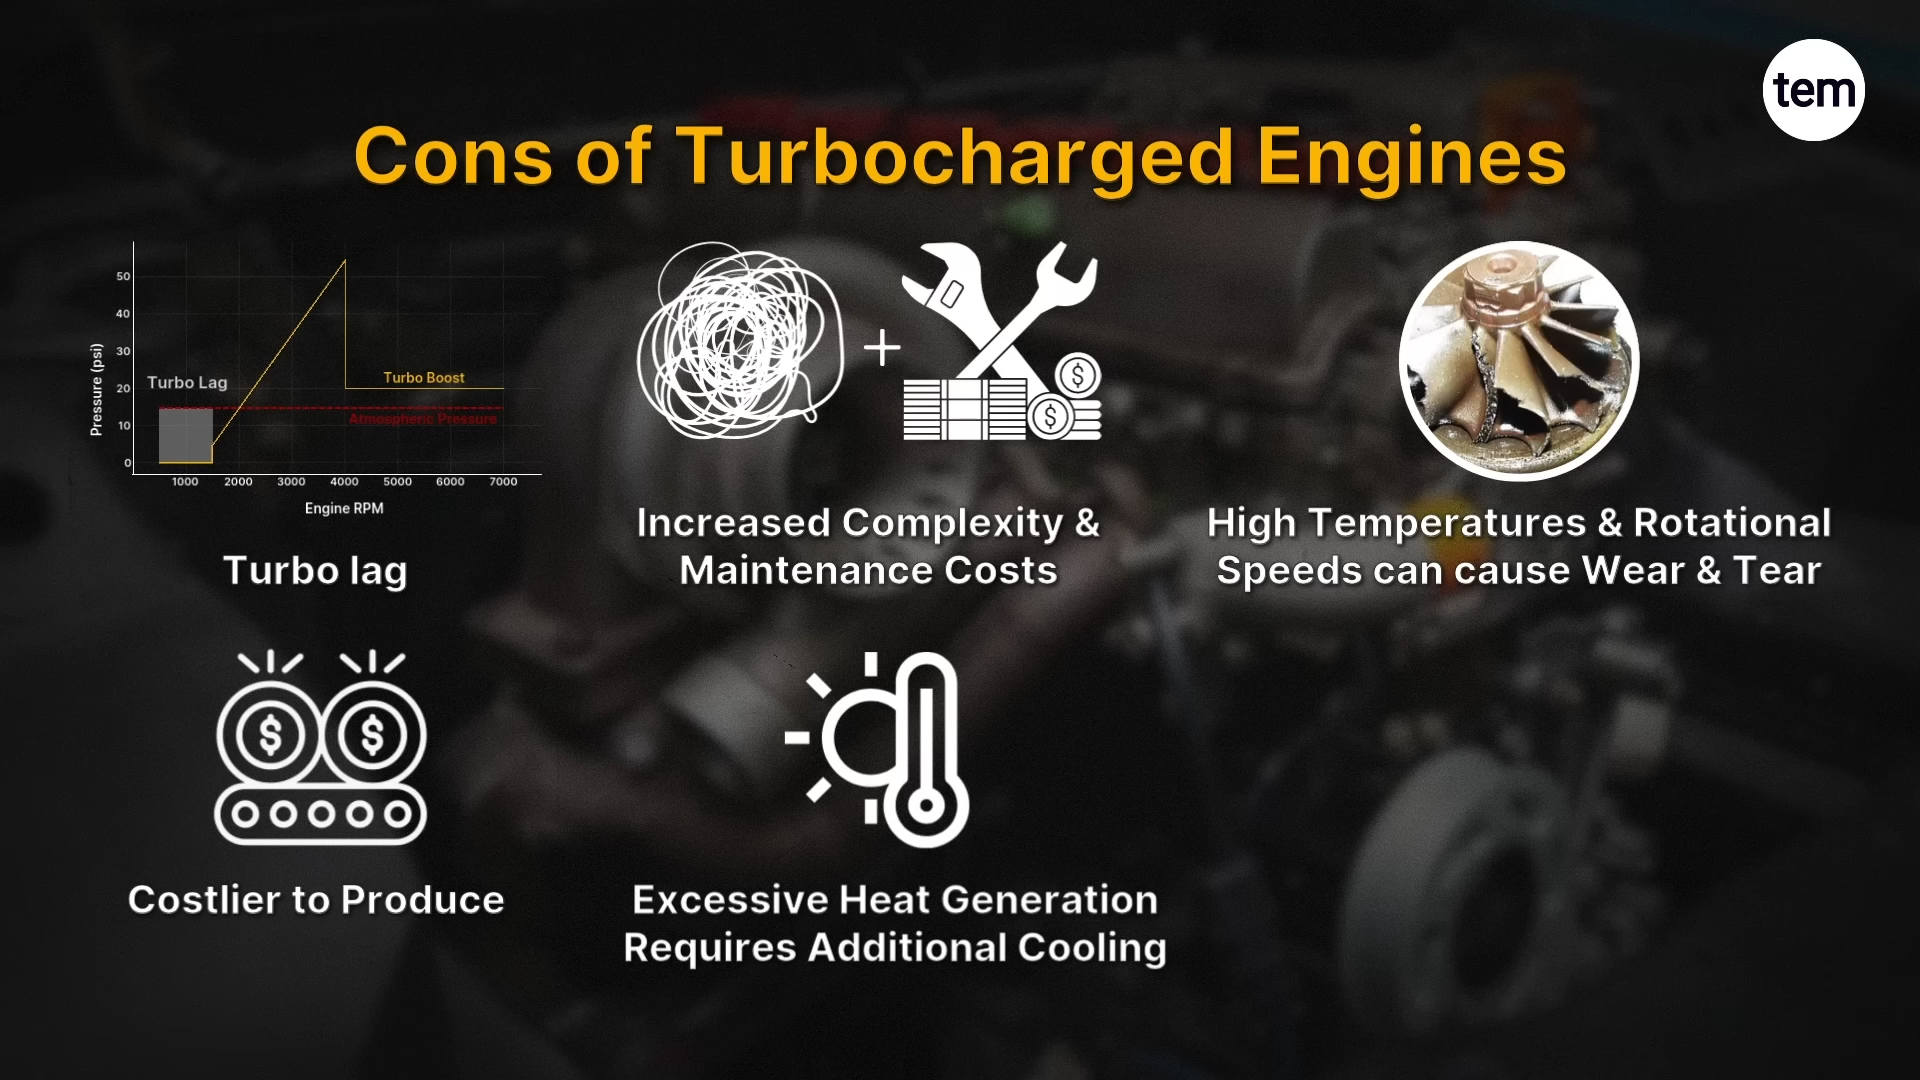 tem
Cons of Turbocharged Engines
50
40
30
20
10
0
Pressure (psi)
Turbo Lag
Turbo Boost
Atmospheric Pressure
1000 2000 3000 4000 5000 6000 7000
Engine RPM
Turbo lag
$
$
Increased Complexity &
Maintenance Costs
High Temperatures & Rotational
Speeds can cause Wear & Tear
$ $
Costlier to Produce
Excessive Heat Generation
Requires Additional Cooling